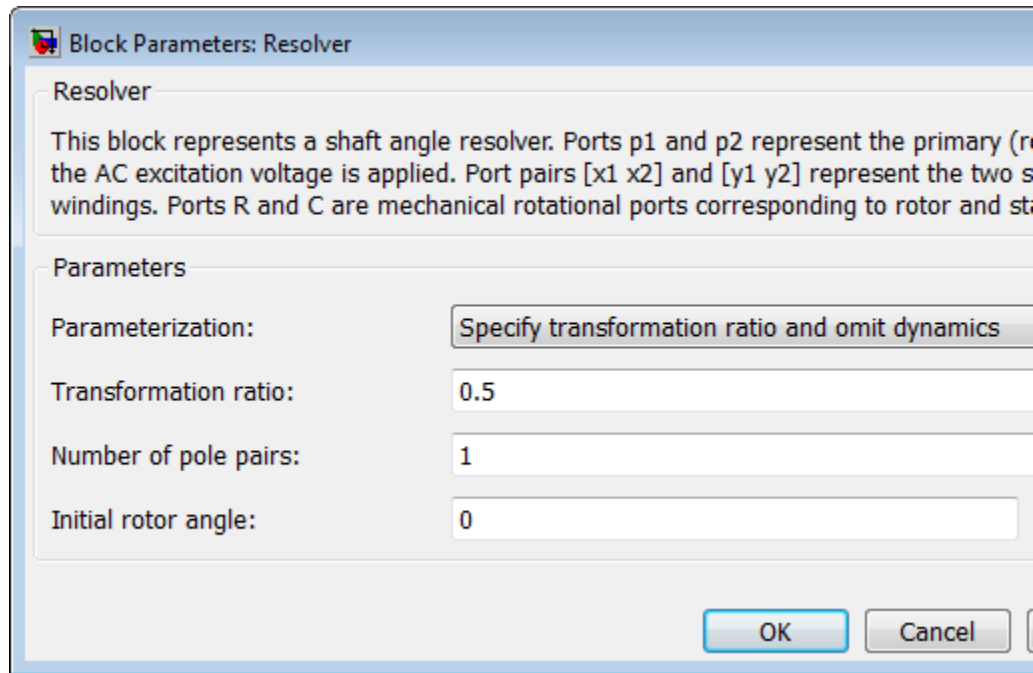 Block Parameters: Resolver
Resolver
This block represents a shaft angle resolver. Ports p1 and p2 represent the primary
the AC excitation voltage is applied. Port pairs [x1 x2] and [y1 y2] represent the two
windings. Ports R and C are mechanical rotational ports corresponding to rotor and
Parameters
Parameterization: Specify transformation ratio and omit dynamics
Transformation ratio: 0.5
Number of pole pairs: 1
Initial rotor angle: 0
OK Cancel